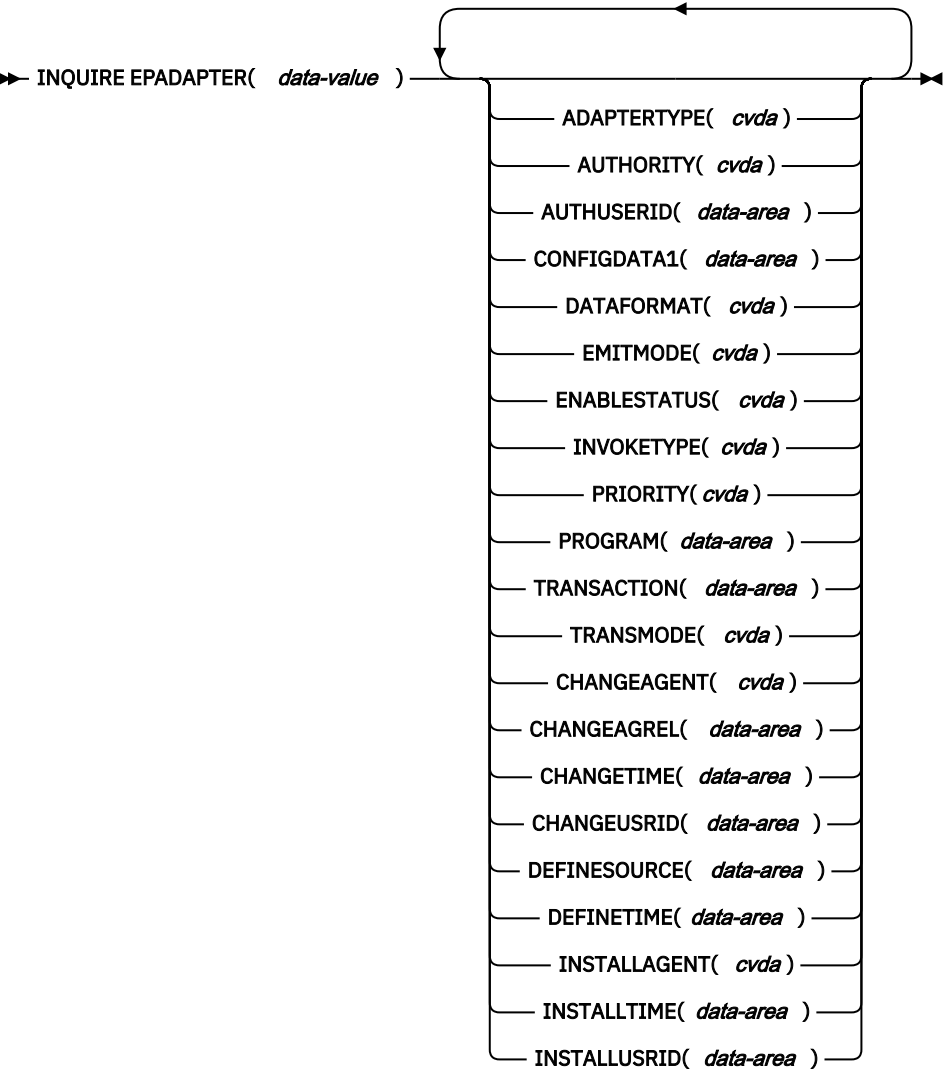 INQUIRE EPADAPTER( data-value )
ADAPTERTYPE( cvda )
AUTHORITY( cvda )
AUTHUSERID( data-area )
CONFIGDATA1( data-area )
DATAFORMAT( cvda )
EMITMODE( cvda )
ENABLESTATUS( cvda )
INVOKETYPE( cvda )
PRIORITY( cvda )
PROGRAM( data-area )
TRANSACTION( data-area )
TRANSMODE( cvda )
CHANGEAGENT( cvda )
CHANGEAGREL( data-area )
CHANGETIME( data-area )
CHANGEUSRID( data-area )
DEFINESOURCE( data-area )
DEFINETIME( data-area )
INSTALLAGENT( cvda )
INSTALLTIME( data-area )
INSTALLUSRID( data-area )